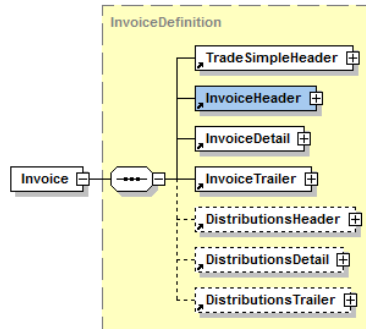 InvoiceDefinition
TradeSimpleHeader
InvoiceHeader
InvoiceDetail
Invoice
InvoiceTrailer
DistributionsHeader
DistributionsDetail
DistributionsTrailer